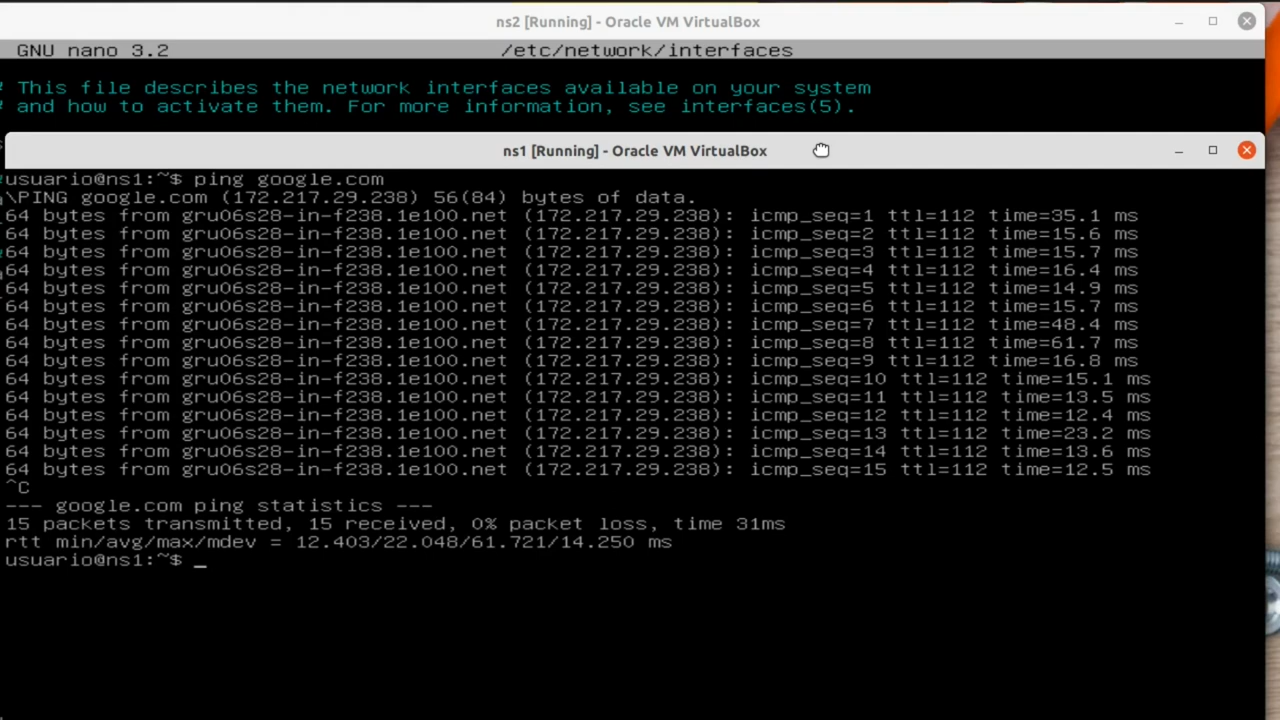 ns2 [Running] - Oracle VM VirtualBox
GNU nano 3.2 /etc/network/interfaces
# This file describes the network interfaces available on your system
# and how to activate them. For more information, see interfaces(5).
ns1 [Running] - Oracle VM VirtualBox
usuario@ns1:~$ ping google.com
\PING google.com (172.217.29.238) 56(84) bytes of data.
64 bytes from gru06s28-in-f238.1e100.net (172.217.29.238): icmp_seq=1 ttl=112 time=35.1 ms
64 bytes from gru06s28-in-f238.1e100.net (172.217.29.238): icmp_seq=2 ttl=112 time=15.6 ms
64 bytes from gru06s28-in-f238.1e100.net (172.217.29.238): icmp_seq=3 ttl=112 time=15.7 ms
64 bytes from gru06s28-in-f238.1e100.net (172.217.29.238): icmp_seq=4 ttl=112 time=16.4 ms
64 bytes from gru06s28-in-f238.1e100.net (172.217.29.238): icmp_seq=5 ttl=112 time=14.9 ms
64 bytes from gru06s28-in-f238.1e100.net (172.217.29.238): icmp_seq=6 ttl=112 time=15.7 ms
64 bytes from gru06s28-in-f238.1e100.net (172.217.29.238): icmp_seq=7 ttl=112 time=48.4 ms
64 bytes from gru06s28-in-f238.1e100.net (172.217.29.238): icmp_seq=8 ttl=112 time=61.7 ms
64 bytes from gru06s28-in-f238.1e100.net (172.217.29.238): icmp_seq=9 ttl=112 time=16.8 ms
64 bytes from gru06s28-in-f238.1e100.net (172.217.29.238): icmp_seq=10 ttl=112 time=15.1 ms
64 bytes from gru06s28-in-f238.1e100.net (172.217.29.238): icmp_seq=11 ttl=112 time=13.5 ms
64 bytes from gru06s28-in-f238.1e100.net (172.217.29.238): icmp_seq=12 ttl=112 time=12.4 ms
64 bytes from gru06s28-in-f238.1e100.net (172.217.29.238): icmp_seq=13 ttl=112 time=23.2 ms
64 bytes from gru06s28-in-f238.1e100.net (172.217.29.238): icmp_seq=14 ttl=112 time=13.6 ms
64 bytes from gru06s28-in-f238.1e100.net (172.217.29.238): icmp_seq=15 ttl=112 time=12.5 ms
^C
--- google.com ping statistics ---
15 packets transmitted, 15 received, 0% packet loss, time 31ms
rtt min/avg/max/mdev = 12.403/22.048/61.721/14.250 ms
usuario@ns1:~$ _